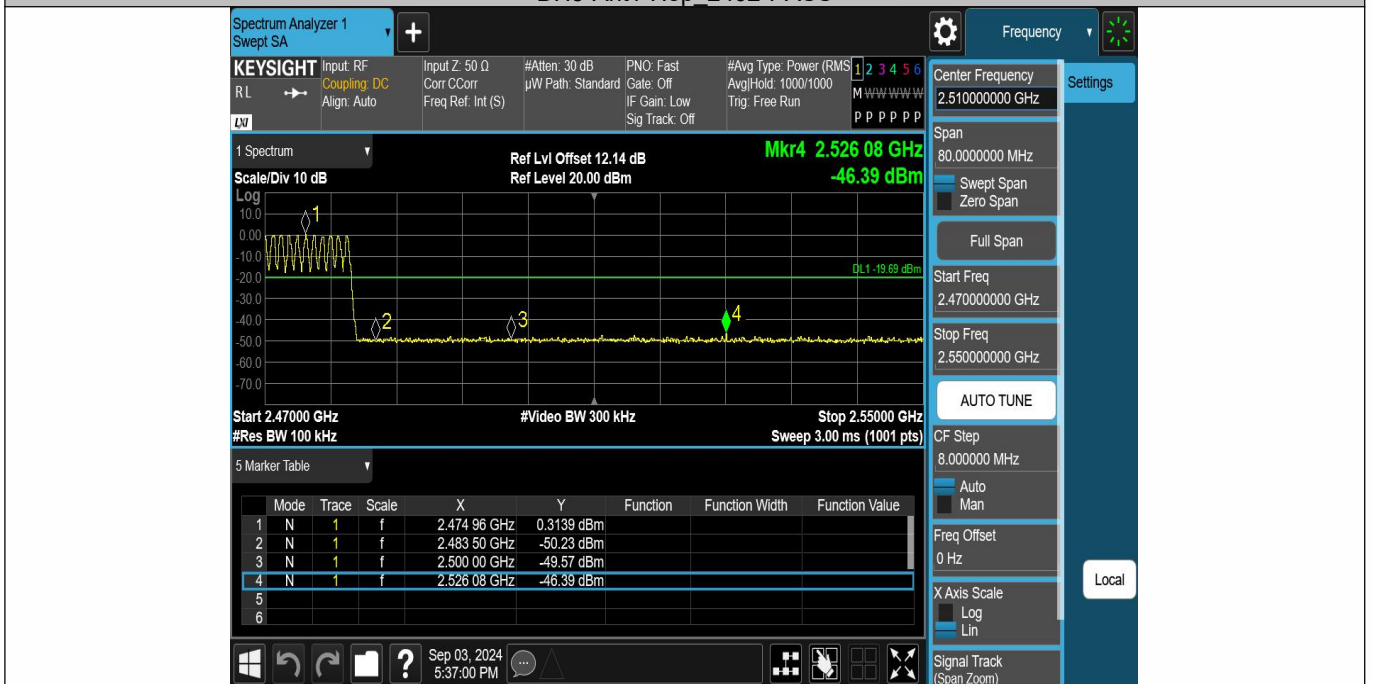 Spectrum Analyzer 1
Swept SA
+
Frequency
KEYSIGHT
RL
LXI
Input: RF
Coupling: DC
Align: Auto
Input Z: 50 Ω
Corr CCorr
Freq Ref: Int (S)
#Atten: 30 dB
µW Path: Standard
PNO: Fast
Gate: Off
IF Gain: Low
Sig Track: Off
#Avg Type: Power (RMS
Avg|Hold: 1000/1000
Trig: Free Run
1 2 3 4 5 6
M W W W W W
P P P P P P
1 Spectrum
Scale/Div 10 dB
Ref Lvl Offset 12.14 dB
Ref Level 20.00 dBm
Mkr4 2.526 08 GHz
-46.39 dBm
Log
10.0
0.00
-10.0
-20.0
-30.0
-40.0
-50.0
-60.0
-70.0
1
2
3
4
DL1 -19.69 dBm
Start 2.47000 GHz
#Video BW 300 kHz
Stop 2.55000 GHz
#Res BW 100 kHz
Sweep 3.00 ms (1001 pts)
5 Marker Table
Mode Trace Scale X Y Function Function Width Function Value
1 N 1 f 2.474 96 GHz 0.3139 dBm
2 N 1 f 2.483 50 GHz -50.23 dBm
3 N 1 f 2.500 00 GHz -49.57 dBm
4 N 1 f 2.526 08 GHz -46.39 dBm
5
6
?
Sep 03, 2024
5:37:00 PM
Center Frequency
2.510000000 GHz
Settings
Span
80.0000000 MHz
Swept Span
Zero Span
Full Span
Start Freq
2.470000000 GHz
Stop Freq
2.550000000 GHz
AUTO TUNE
CF Step
8.000000 MHz
Auto
Man
Freq Offset
0 Hz
X Axis Scale
Log
Lin
Local
Signal Track
(Span Zoom)